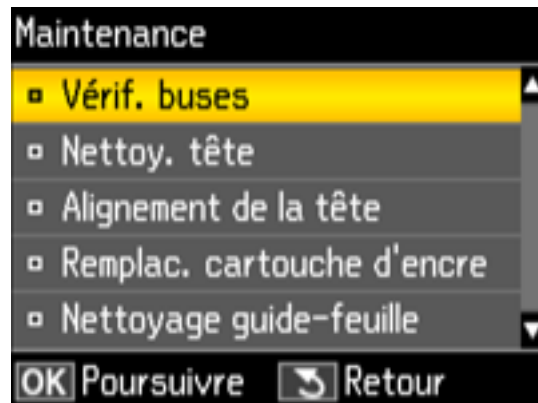 Maintenance
Vérif. buses
Nettoy. tête
Alignement de la tête
Remplac. cartouche d'encre
Nettoyage guide-feuille
OK Poursuivre Retour